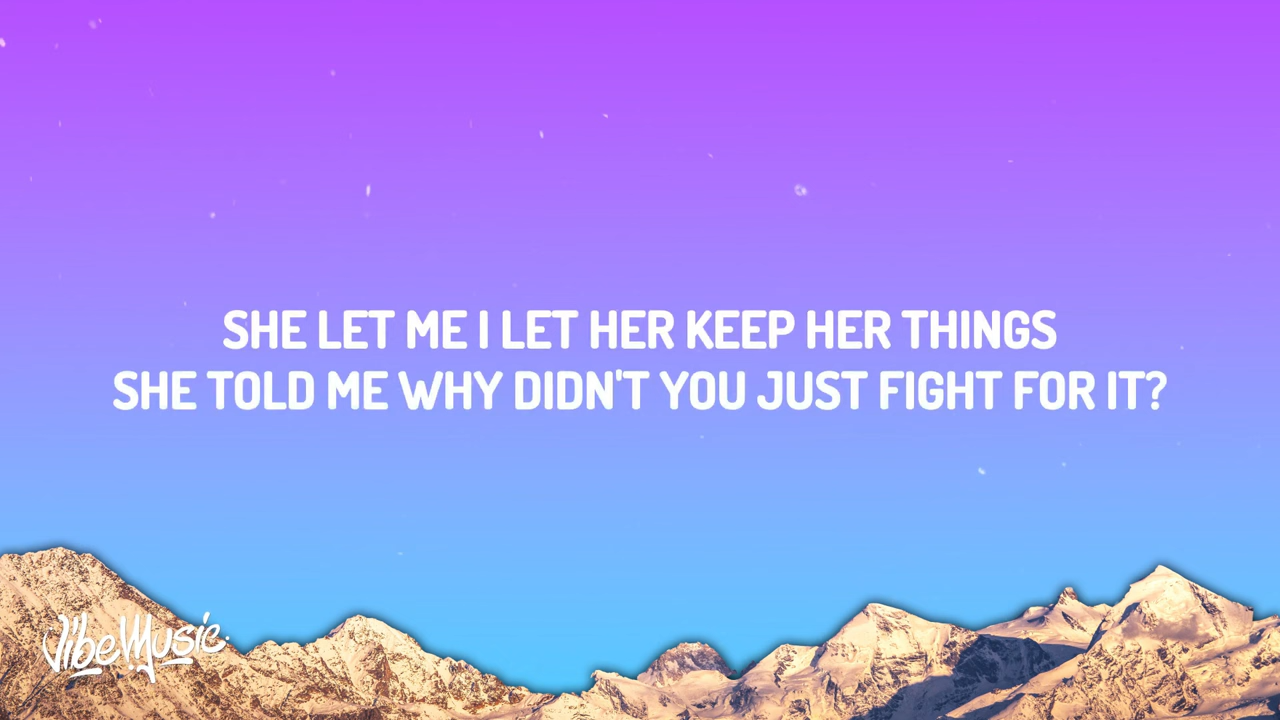 SHE LET ME I LET HER KEEP HER THINGS
SHE TOLD ME WHY DIDN'T YOU JUST FIGHT FOR IT?
VibeMusic.